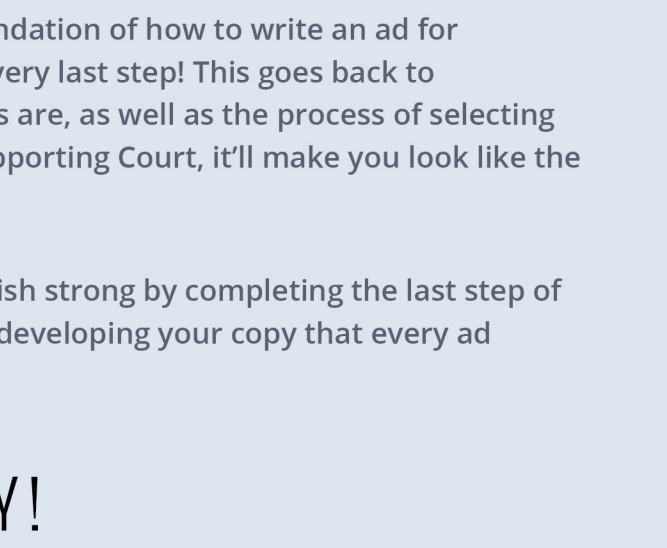 ndation of how to write an ad for
very last step! This goes back to
s are, as well as the process of selecting
pporting Court, it’ll make you look like the
ish strong by completing the last step of
developing your copy that every ad
Y!